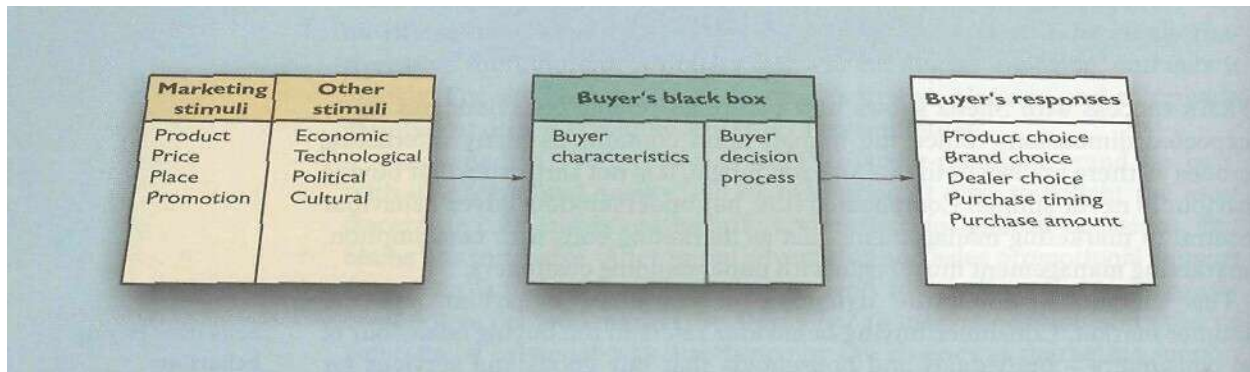 Marketing stimuli
Product
Price
Place
Promotion
Other stimuli
Economic
Technological
Political
Cultural
Buyer's black box
Buyer characteristics
Buyer decision process
Buyer's responses
Product choice
Brand choice
Dealer choice
Purchase timing
Purchase amount